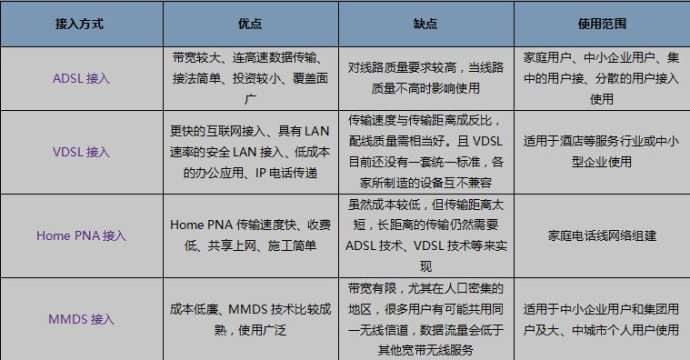 接入方式
优点
缺点
使用范围
ADSL 接入
带宽较大、连高速数据传输、
接法简单、投资较小、覆盖面
广
对线路质量要求较高，当线路
质量不高时影响使用
家庭用户、中小企业用户、集
中的用户接、分散的用户接入
使用
VDSL 接入
更快的互联网接入、具有 LAN
速率的安全 LAN 接入、低成本
的办公应用、IP 电话传递
传输速度与传输距离成反比，
配线质量需相当好。且 VDSL
目前还没有一套统一标准，各
家所制造的设备互不兼容
适用于酒店等服务行业或中小
型企业使用
Home PNA 接入
Home PNA 传输速度快、收费
低、共享上网、施工简单
虽然成本较低，但传输距离太
短，长距离的传输仍然需要
ADSL 技术、VDSL 技术等来实
现
家庭电话线网络组建
MMDS 接入
成本低廉、MMDS 技术比较成
熟，使用广泛
带宽有限，尤其在人口密集的
地区，很多用户有可能共用同
一无线信道，数据流量会低于
其他宽带无线服务
适用于中小企业用户和集团用
户及大、中城市个人用户使用